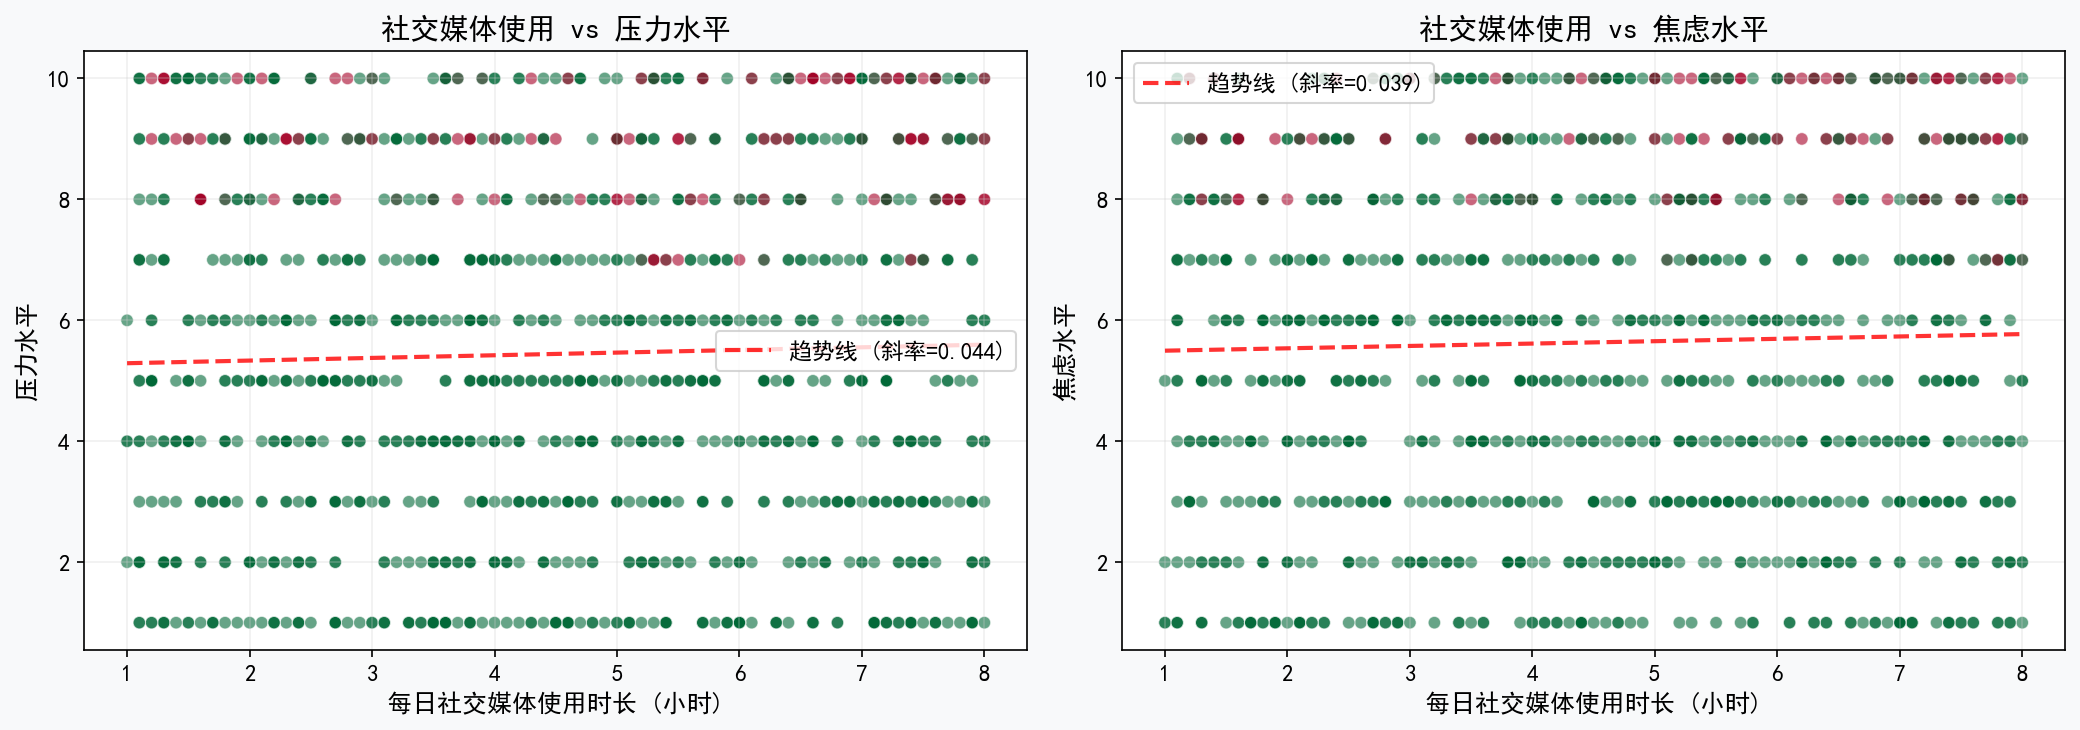 社交媒体使用 vs 压力水平
压力水平
10
8
6
4
2
趋势线 (斜率=0.044)
1 2 3 4 5 6 7 8
每日社交媒体使用时长 (小时)
社交媒体使用 vs 焦虑水平
焦虑水平
10
8
6
4
2
趋势线 (斜率=0.039)
1 2 3 4 5 6 7 8
每日社交媒体使用时长 (小时)